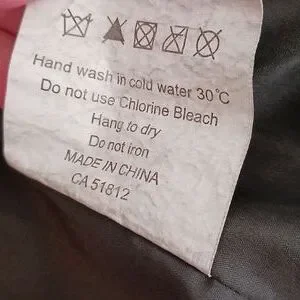 Hand wash in cold water 30°C
Do not use Chlorine Bleach
Hang to dry
Do not iron
MADE IN CHINA
CA 51812